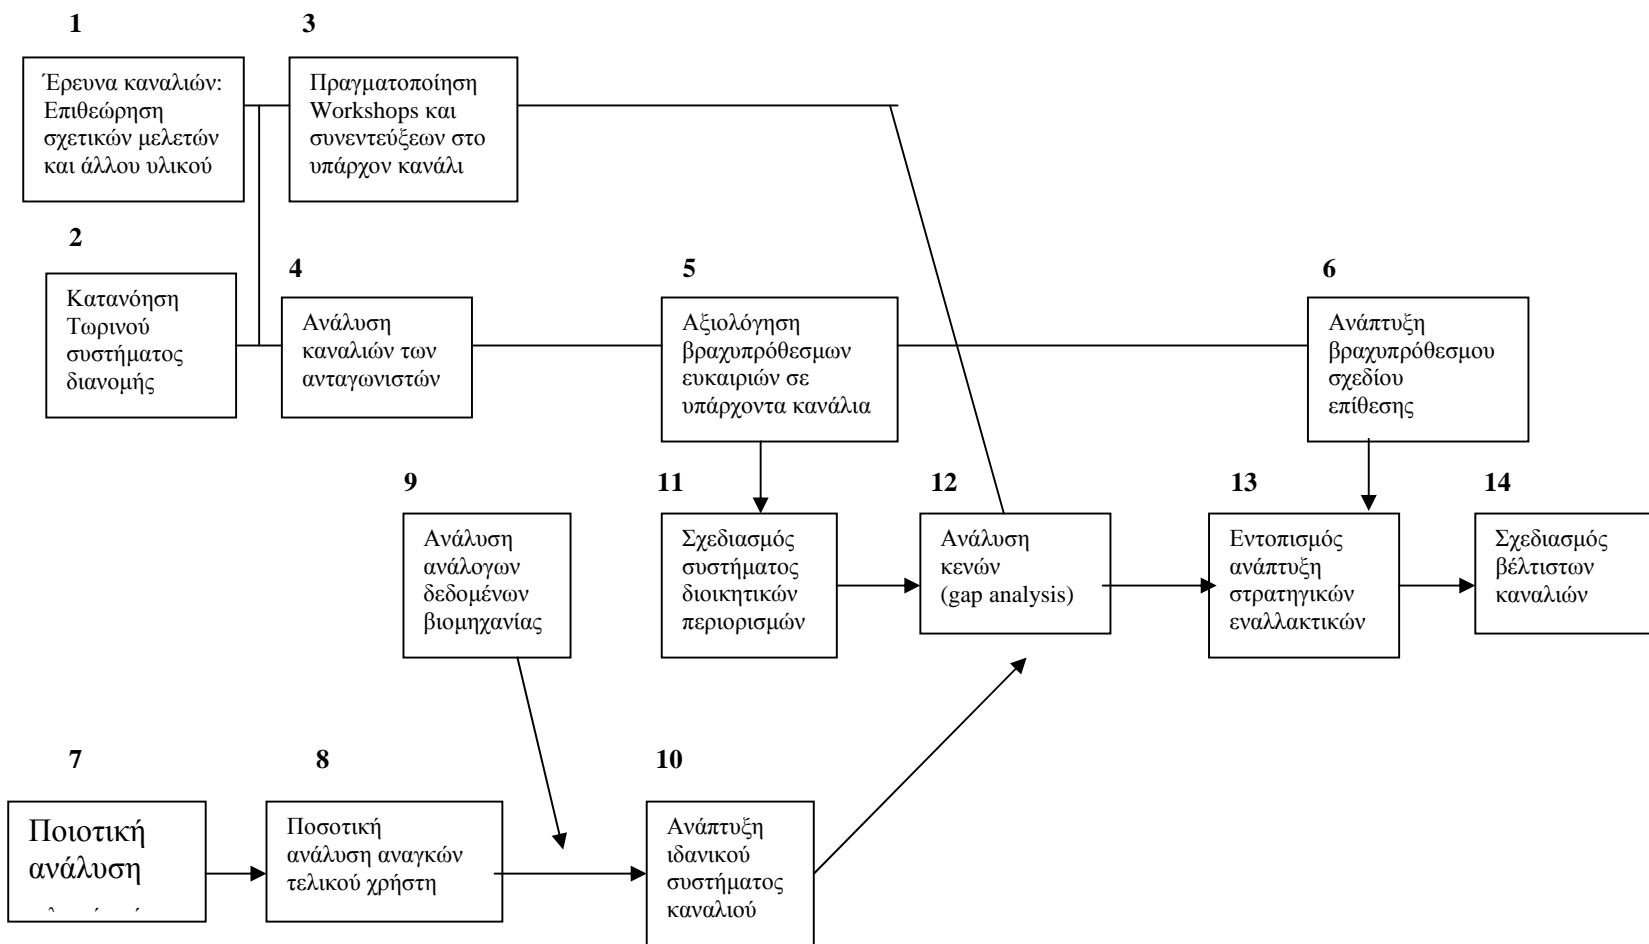 1
Έρευνα καναλιών:
Επιθεώρηση
σχετικών μελετών
και άλλου υλικού
3
Πραγματοποίηση
Workshops και
συνεντεύξεων στο
υπάρχον κανάλι
2
Κατανόηση
Τωρινού
συστήματος
διανομής
4
Ανάλυση
καναλιών των
ανταγωνιστών
5
Αξιολόγηση
βραχυπρόθεσμων
ευκαιριών σε
υπάρχοντα κανάλια
6
Ανάπτυξη
βραχυπρόθεσμου
σχεδίου
επίθεσης
9
Ανάλυση
ανάλογων
δεδομένων
βιομηχανίας
11
Σχεδιασμός
συστήματος
διοικητικών
περιορισμών
12
Ανάλυση
κενών
(gap analysis)
13
Εντοπισμός
ανάπτυξη
στρατηγικών
εναλλακτικών
14
Σχεδιασμός
βέλτιστων
καναλιών
7
Ποιοτική
ανάλυση
8
Ποσοτική
ανάλυση αναγκών
τελικού χρήστη
10
Ανάπτυξη
ιδανικού
συστήματος
καναλιού